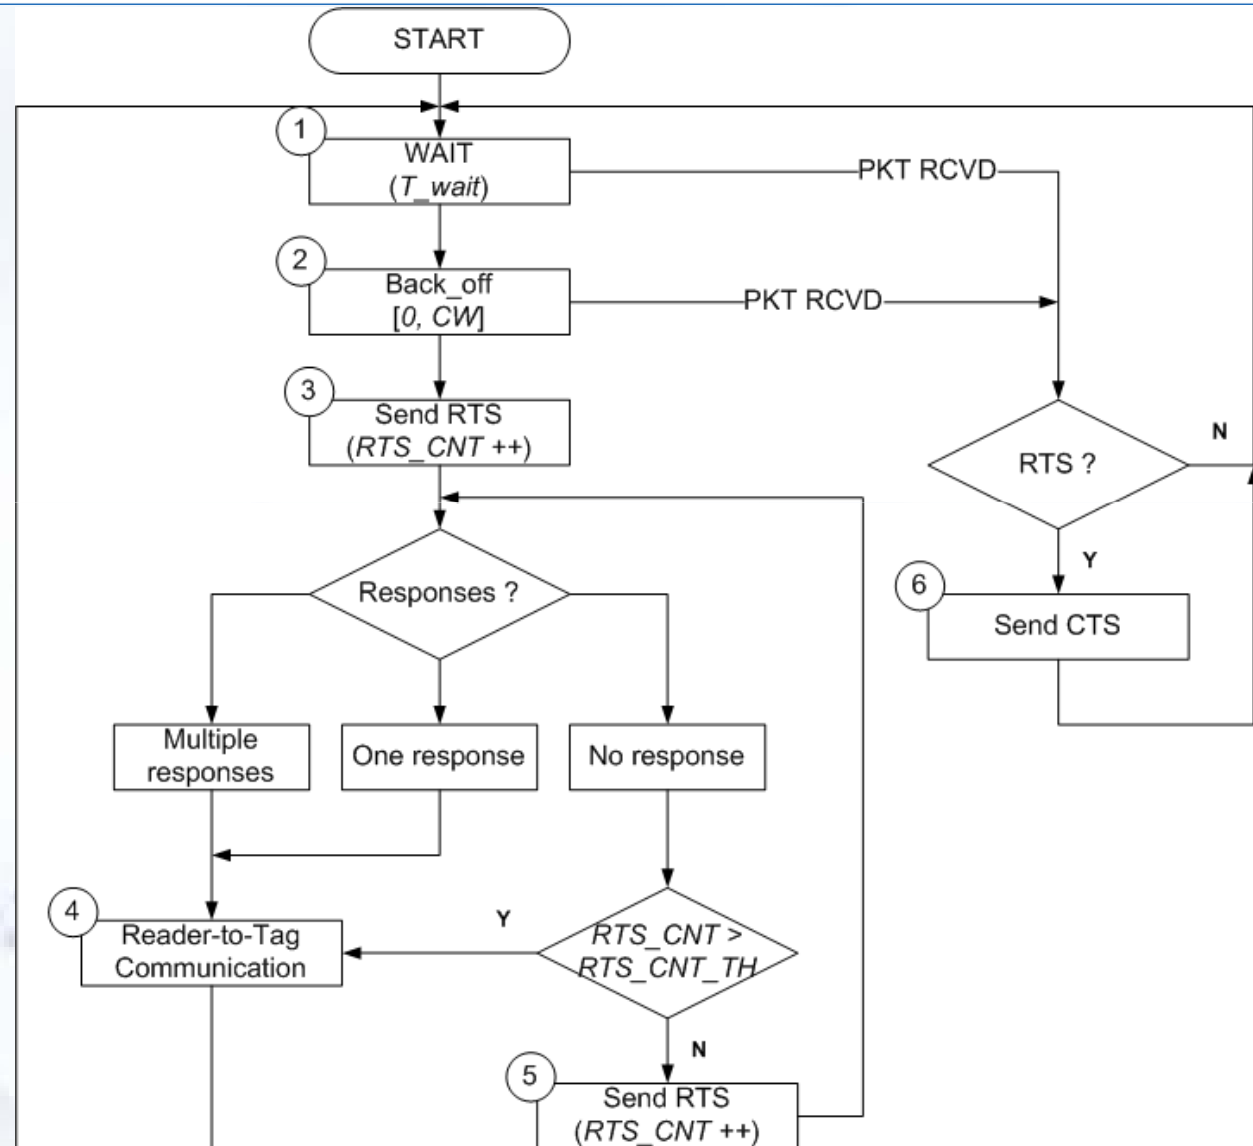 START
1
WAIT
(T_wait)
PKT RCVD
2
Back_off
[0, CW]
PKT RCVD
3
Send RTS
(RTS_CNT ++)
RTS ?
N
Y
Responses ?
6
Send CTS
Multiple
responses
One response
No response
4
Reader-to-Tag
Communication
Y
RTS_CNT >
RTS_CNT_TH
N
5
Send RTS
(RTS_CNT ++)